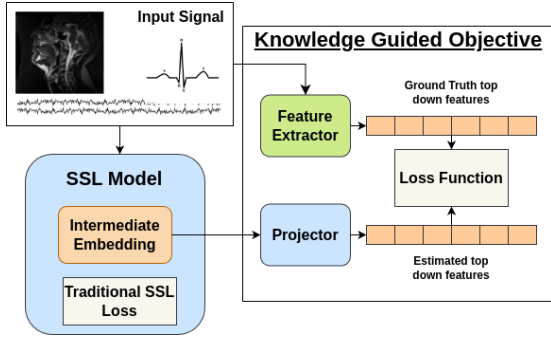 Input Signal
Knowledge Guided Objective
Ground Truth top
down features
Feature
Extractor
Loss Function
SSL Model
Intermediate
Embedding
Projector
Traditional SSL
Loss
Estimated top
down features